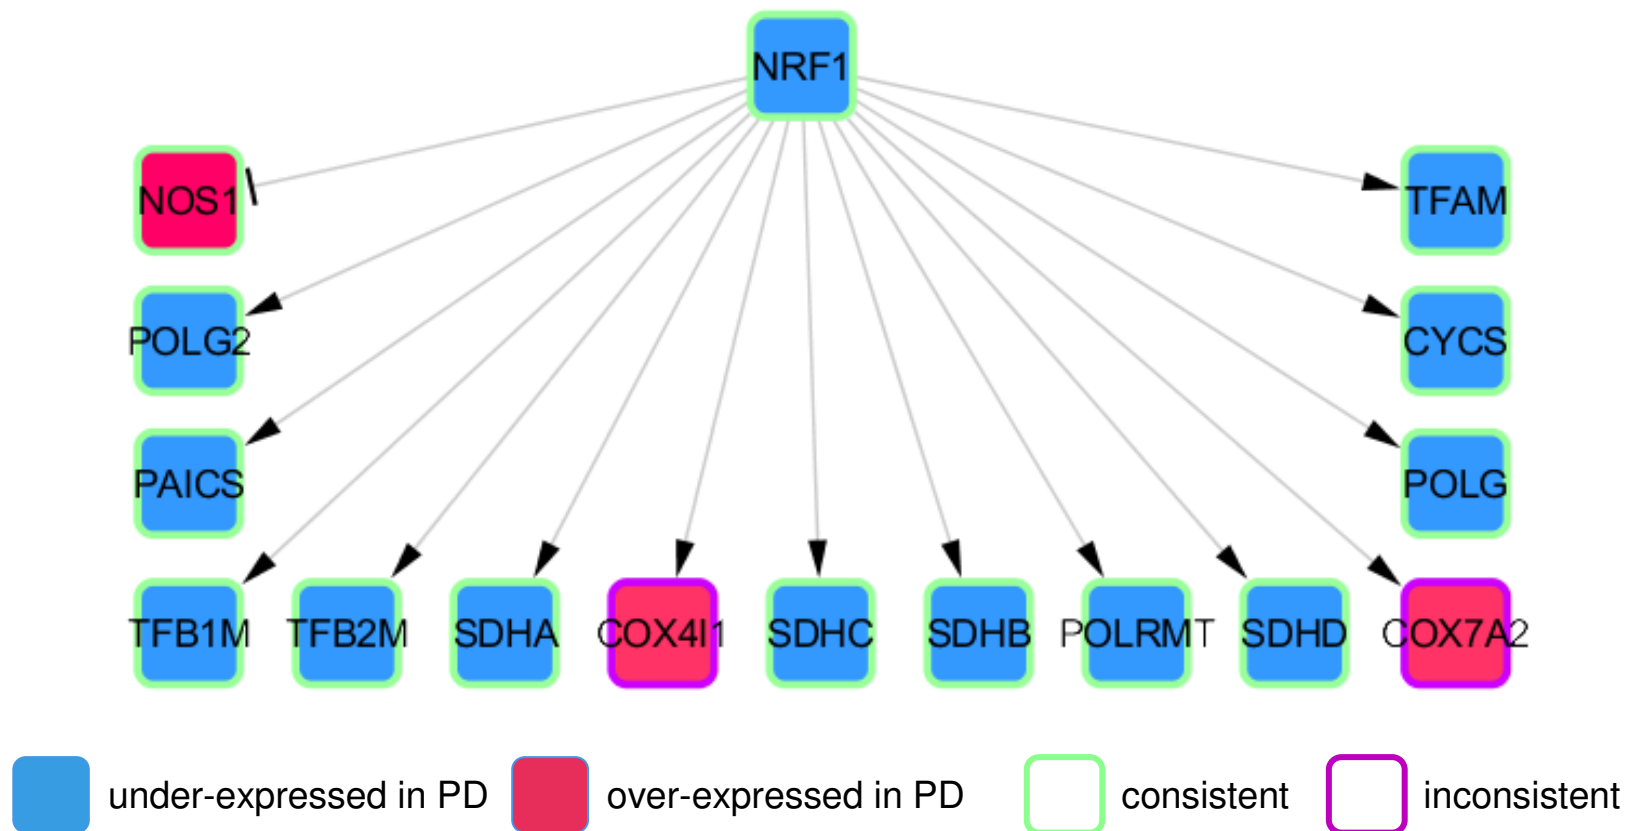 NRF1
NOS1
TFAM
POLG2
CYCS
PAICS
POLG
TFB1M TFB2M SDHA COX4I1 SDHC SDHB POLRMT SDHD COX7A2
under-expressed in PD over-expressed in PD consistent inconsistent